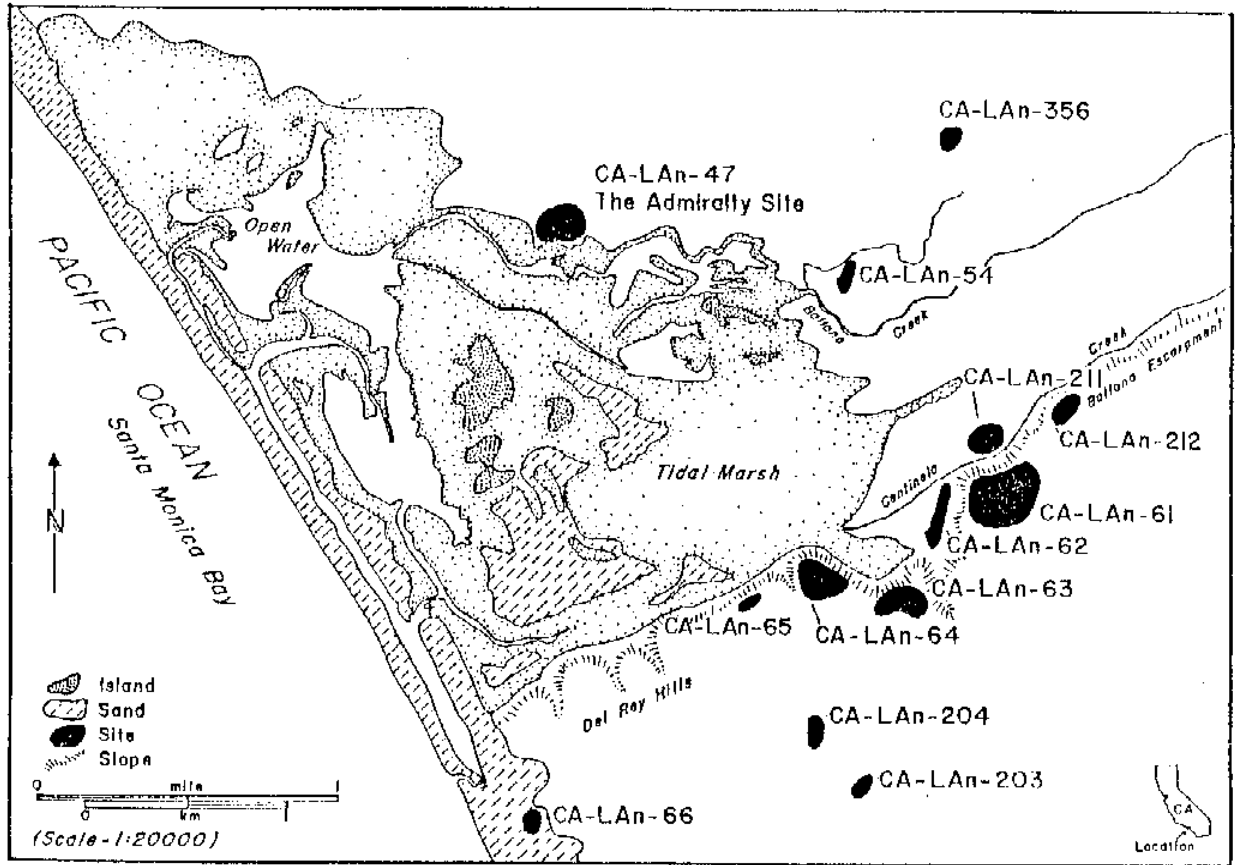 CA-LAn-356
CA-LAn-47
The Admiralty Site
Open
Water
CA-LAn-54
Ballona
Creek
PACIFIC OCEAN
Santa Monica Bay
Creek
Ballona Escarpment
CA-LAn-211
CA-LAn-212
Tidal Marsh
Centinela
CA-LAn-61
N
CA-LAn-62
CA-LAn-63
CA-LAn-65
CA-LAn-64
Del Rey Hills
Island
Sand
Site
Slope
CA-LAn-204
CA-LAn-203
0 mile 1
0 km 1
(Scale-1:20000)
CA-LAn-66
CA
Location